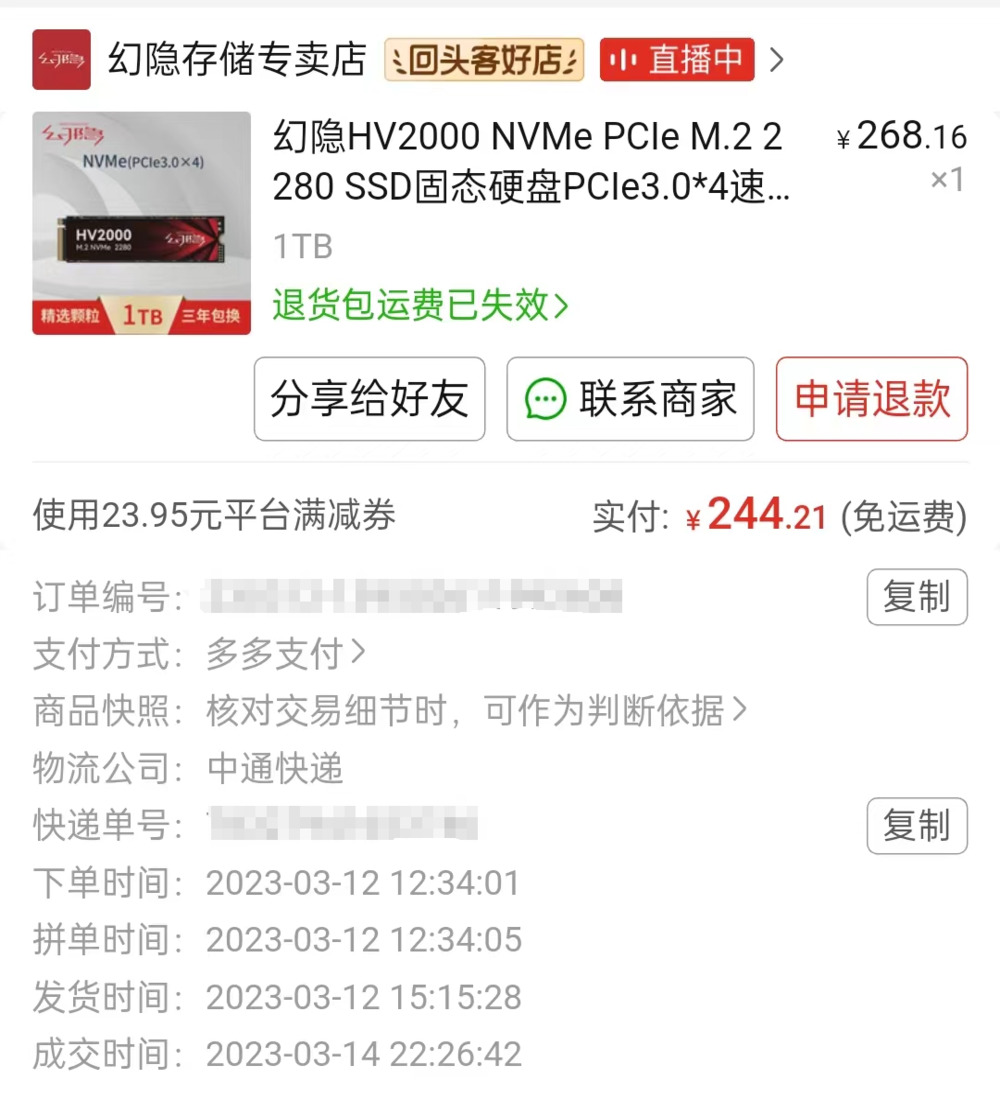 幻隐
幻隐存储专卖店 回头客好店 直播中
幻隐
NVMe(PCIe3.0×4)
HV2000
M.2 NVMe 2280
幻隐
精选颗粒 1TB 三年包换
幻隐HV2000 NVMe PCIe M.2 2
280 SSD固态硬盘PCIe3.0*4速...
¥268.16
×1
1TB
退货包运费已失效
分享给好友 联系商家 申请退款
使用23.95元平台满减券 实付: ¥244.21 (免运费)
订单编号: 复制
支付方式: 多多支付
商品快照: 核对交易细节时，可作为判断依据
物流公司: 中通快递
快递单号: 复制
下单时间: 2023-03-12 12:34:01
拼单时间: 2023-03-12 12:34:05
发货时间: 2023-03-12 15:15:28
成交时间: 2023-03-14 22:26:42